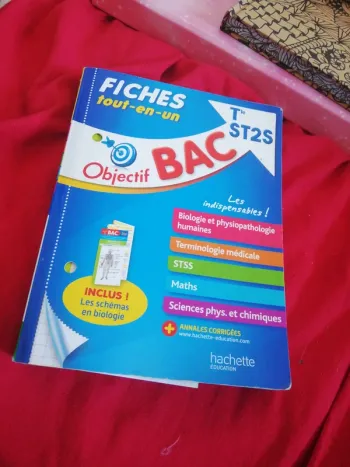 FICHES
tout-en-un
Tle
ST2S
Objectif BAC
Les indispensables !
Biologie et physiopathologie
humaines
Terminologie médicale
STSS
Maths
Sciences phys. et chimiques
+ ANNALES CORRIGÉES
www.hachette-education.com
BAC
INCLUS !
Les schémas
en biologie
hachette
ÉDUCATION